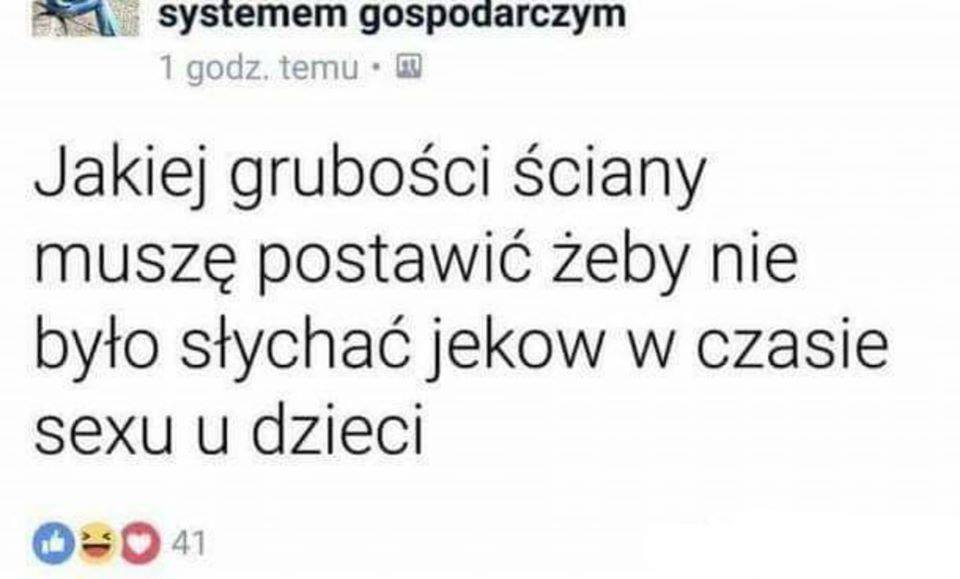 systemem gospodarczym
1 godz. temu •
Jakiej grubości ściany
muszę postawić żeby nie
było słychać jekow w czasie
sexu u dzieci
41